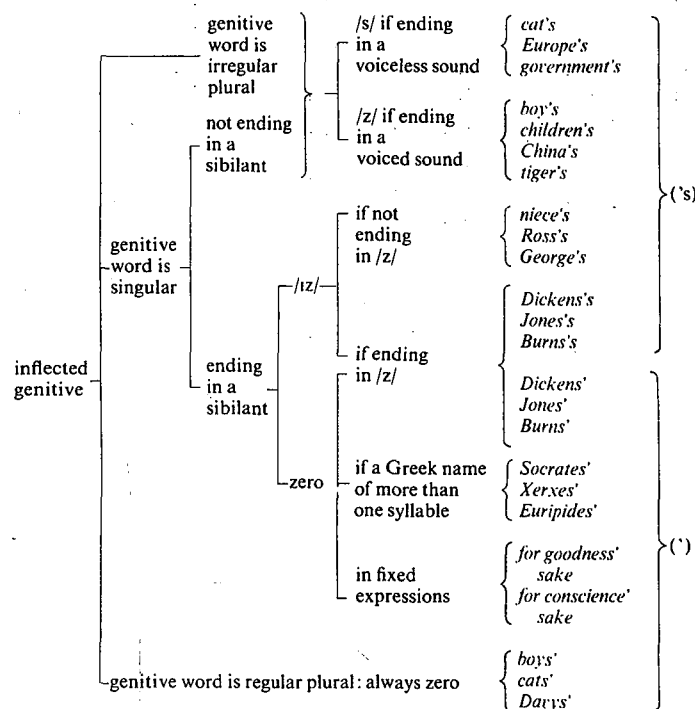 genitive
word is
irregular
plural
/s/ if ending
in a
voiceless sound
cat's
Europe's
government's
not ending
in a
sibilant
/z/ if ending
in a
voiced sound
boy's
children's
China's
tiger's
('s)
genitive
word is
singular
if not
ending
in /z/
niece's
Ross's
George's
/ɪz/
Dickens's
Jones's
Burns's
inflected
genitive
ending
in a
sibilant
if ending
in /z/
Dickens'
Jones'
Burns'
zero
if a Greek name
of more than
one syllable
Socrates'
Xerxes'
Euripides'
(')
in fixed
expressions
for goodness'
sake
for conscience'
sake
genitive word is regular plural: always zero
boys'
cats'
Davys'